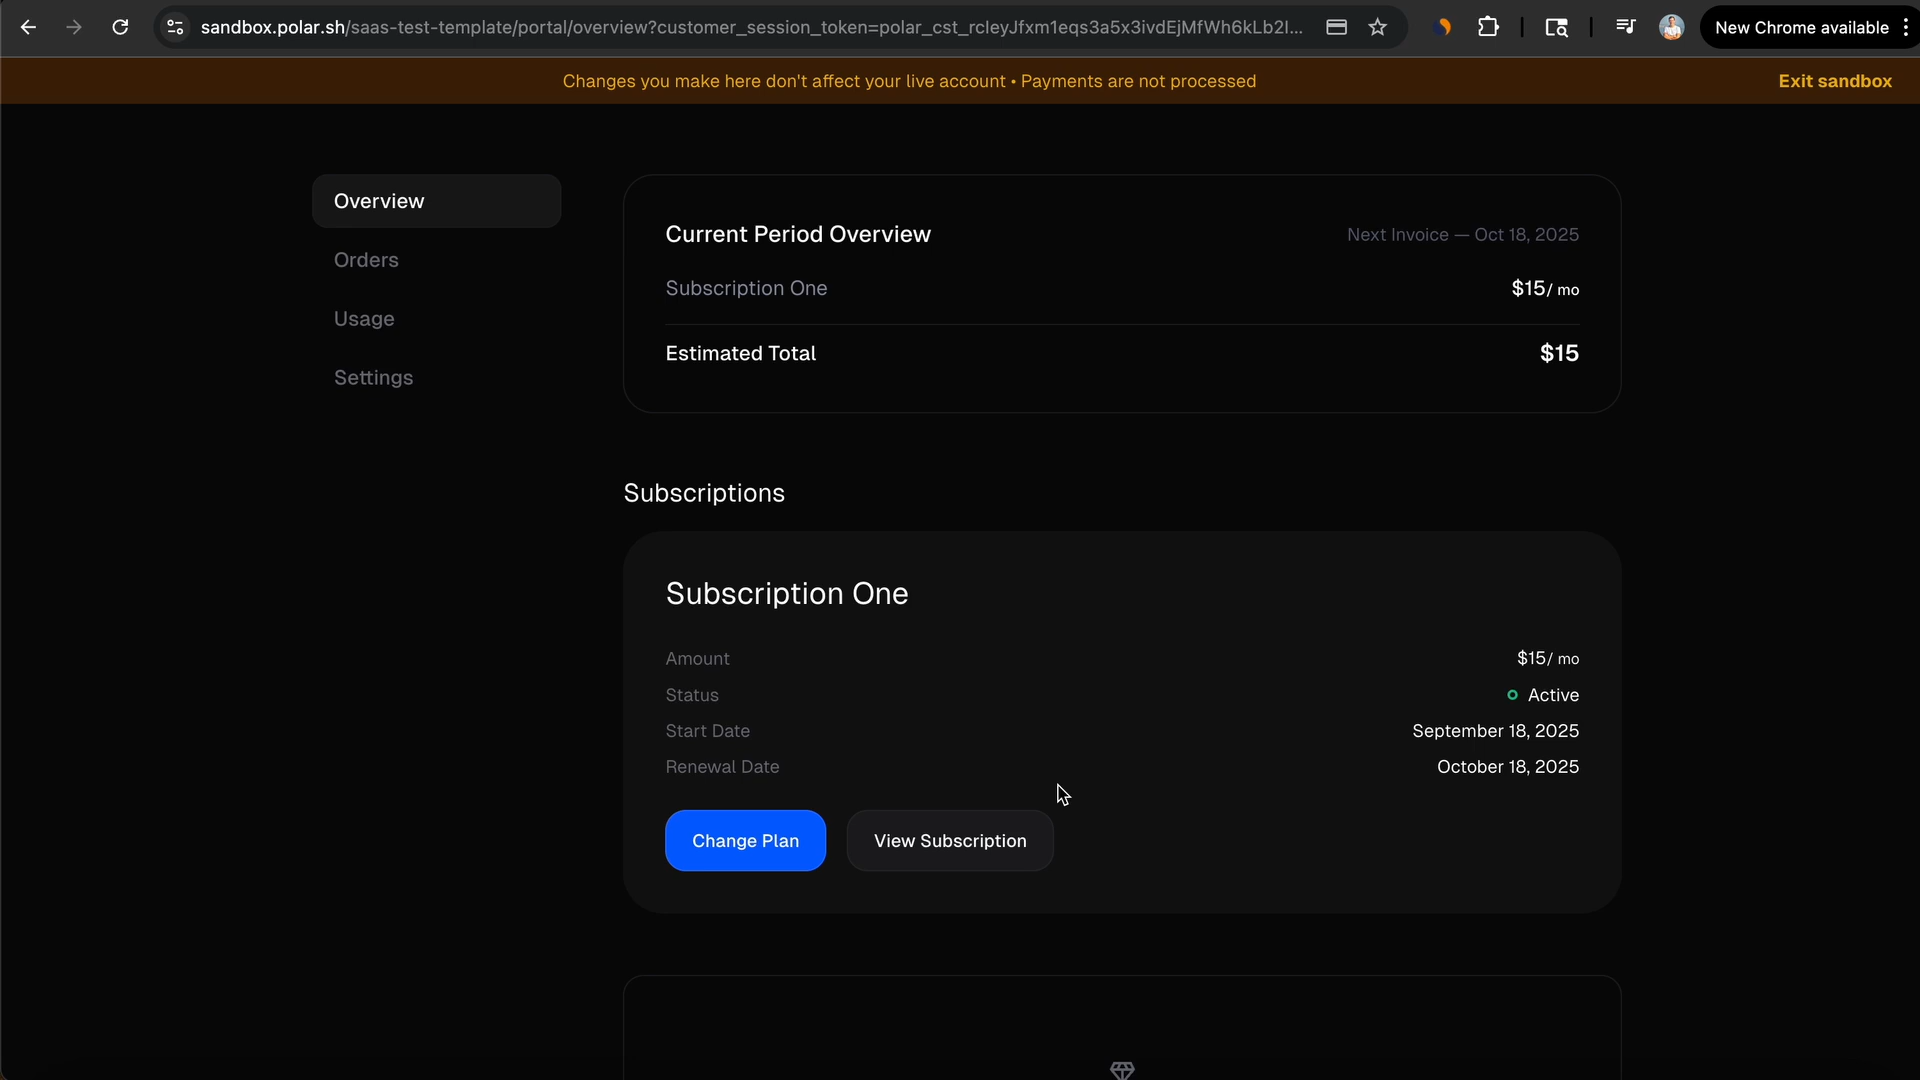 sandbox.polar.sh/saas-test-template/portal/overview?customer_session_token=polar_cst_rcleyJfxm1eqs3a5x3ivdEjMfWh6kLb2I...
New Chrome available
Changes you make here don't affect your live account • Payments are not processed
Exit sandbox
Overview
Orders
Usage
Settings
Current Period Overview
Next Invoice — Oct 18, 2025
Subscription One
$15/ mo
Estimated Total
$15
Subscriptions
Subscription One
Amount
$15/ mo
Status
Active
Start Date
September 18, 2025
Renewal Date
October 18, 2025
Change Plan
View Subscription